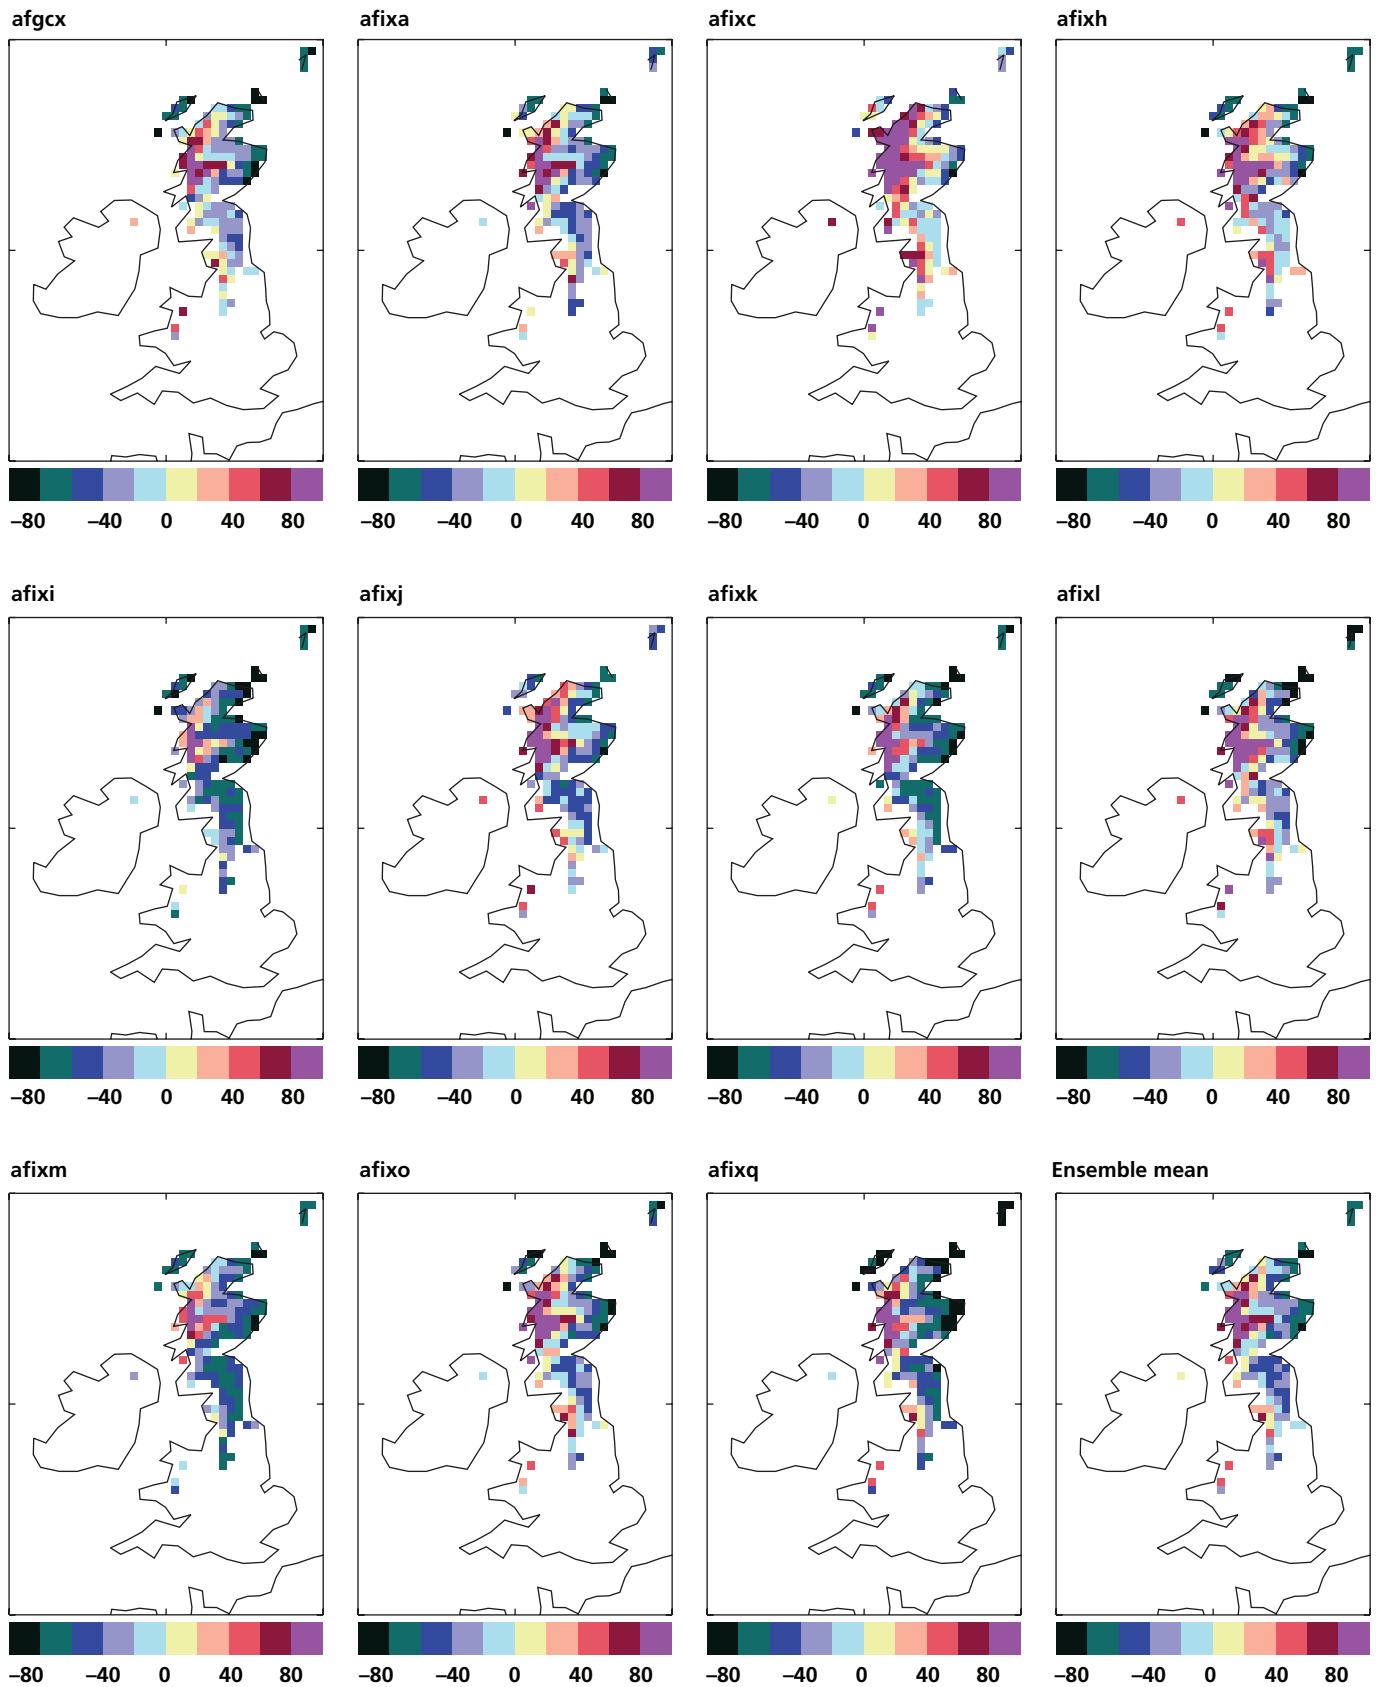 afgcx afixa afixc afixh
−80 −40 0 40 80 −80 −40 0 40 80 −80 −40 0 40 80 −80 −40 0 40 80
afixi afixj afixk afixl
−80 −40 0 40 80 −80 −40 0 40 80 −80 −40 0 40 80 −80 −40 0 40 80
afixm afixo afixq Ensemble mean
−80 −40 0 40 80 −80 −40 0 40 80 −80 −40 0 40 80 −80 −40 0 40 80